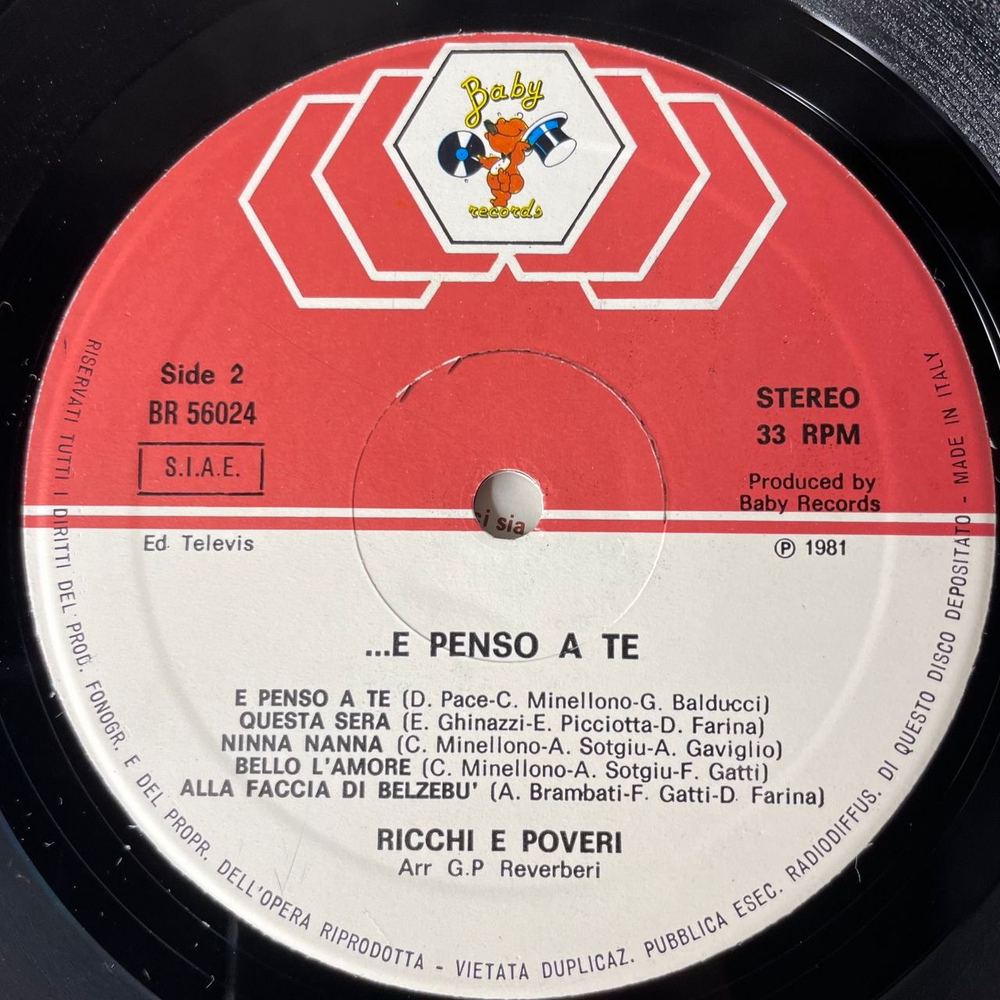 Baby
records
Side 2
BR 56024
S.I.A.E.
Ed. Televis
STEREO
33 RPM
Produced by
Baby Records
℗ 1981
ci sia
...E PENSO A TE
E PENSO A TE (D. Pace-C. Minellono-G. Balducci)
QUESTA SERA (E. Ghinazzi-E. Picciotta-D. Farina)
NINNA NANNA (C. Minellono-A. Sotgiu-A. Gaviglio)
BELLO L'AMORE (C. Minellono-A. Sotgiu-F. Gatti)
ALLA FACCIA DI BELZEBU' (A. Brambati-F. Gatti-D. Farina)
RICCHI E POVERI
Arr G.P Reverberi
RISERVATI TUTTI I DIRITTI DEL PROD. FONOGR. E DEL PROPR. DELL'OPERA RIPRODOTTA - VIETATA DUPLICAZ. PUBBLICA ESEC. RADIODIFFUS. DI QUESTO DISCO DEPOSITATO - MADE IN ITALY